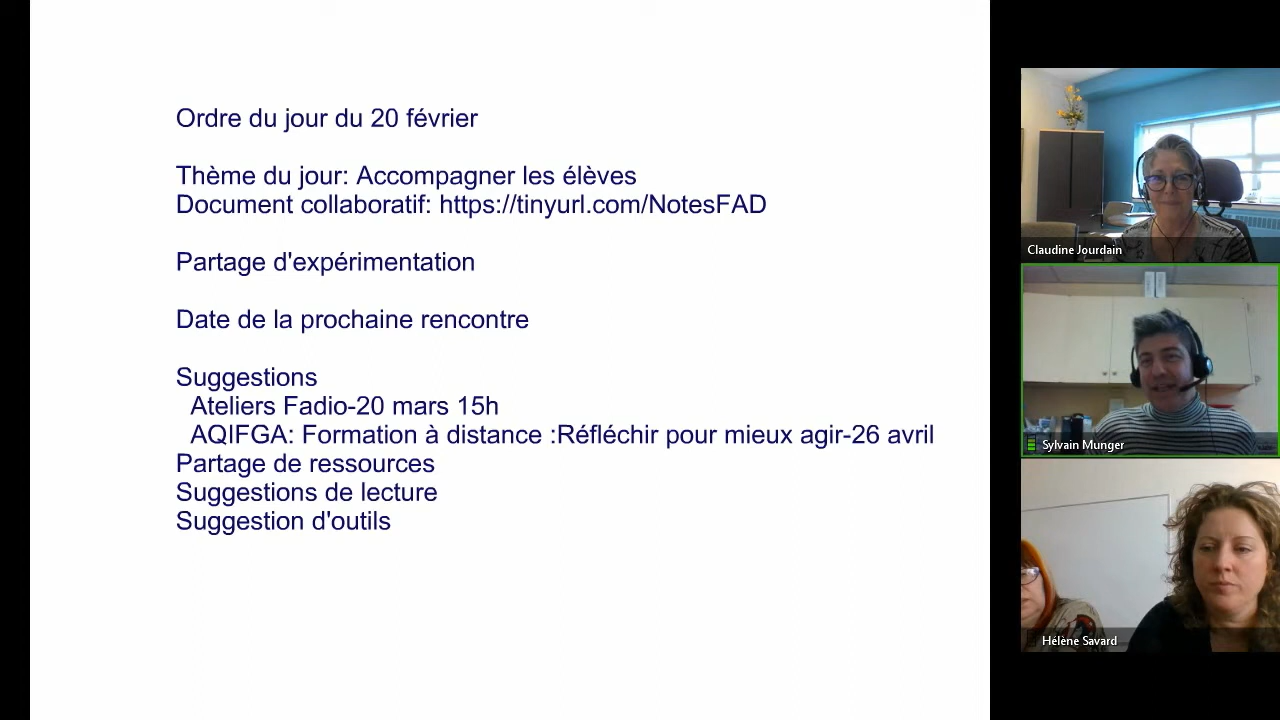 Ordre du jour du 20 février
Thème du jour: Accompagner les élèves
Document collaboratif: https://tinyurl.com/NotesFAD
Partage d'expérimentation
Date de la prochaine rencontre
Suggestions
Ateliers Fadio-20 mars 15h
AQIFGA: Formation à distance :Réfléchir pour mieux agir-26 avril
Partage de ressources
Suggestions de lecture
Suggestion d'outils
Claudine Jourdain
Sylvain Munger
Hélène Savard